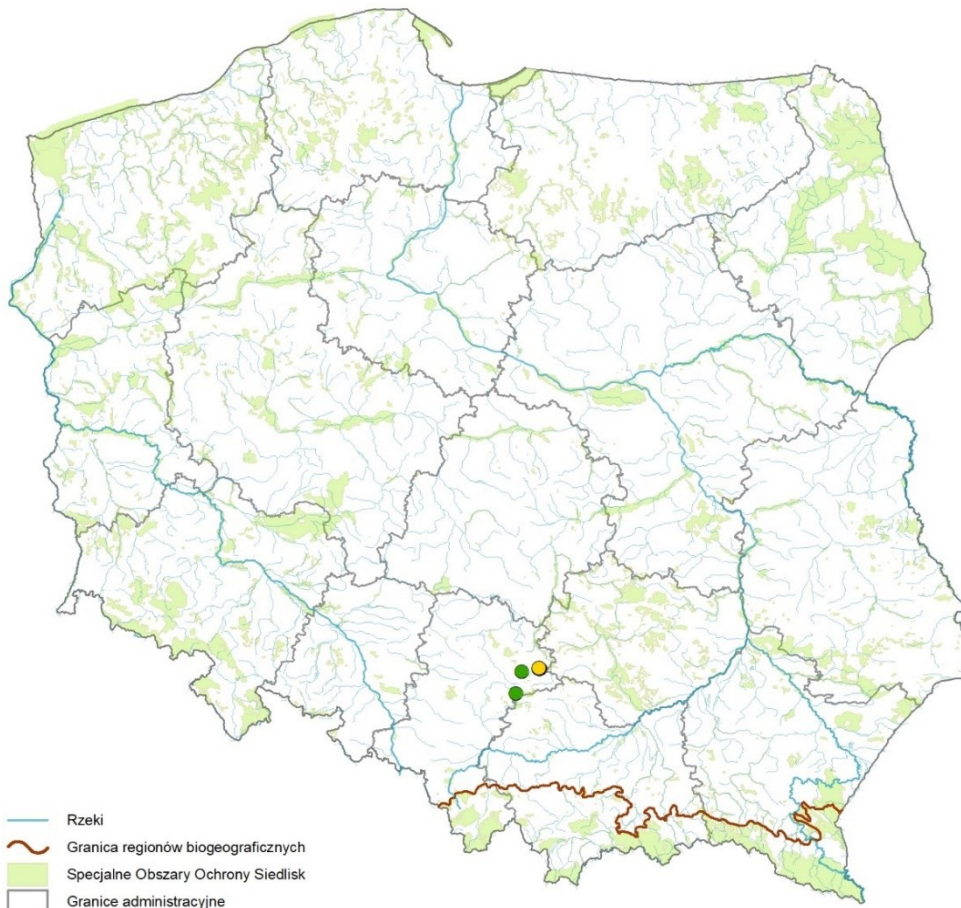 Rzeki
Granica regionów biogeograficznych
Specjalne Obszary Ochrony Siedlisk
Granice administracyjne